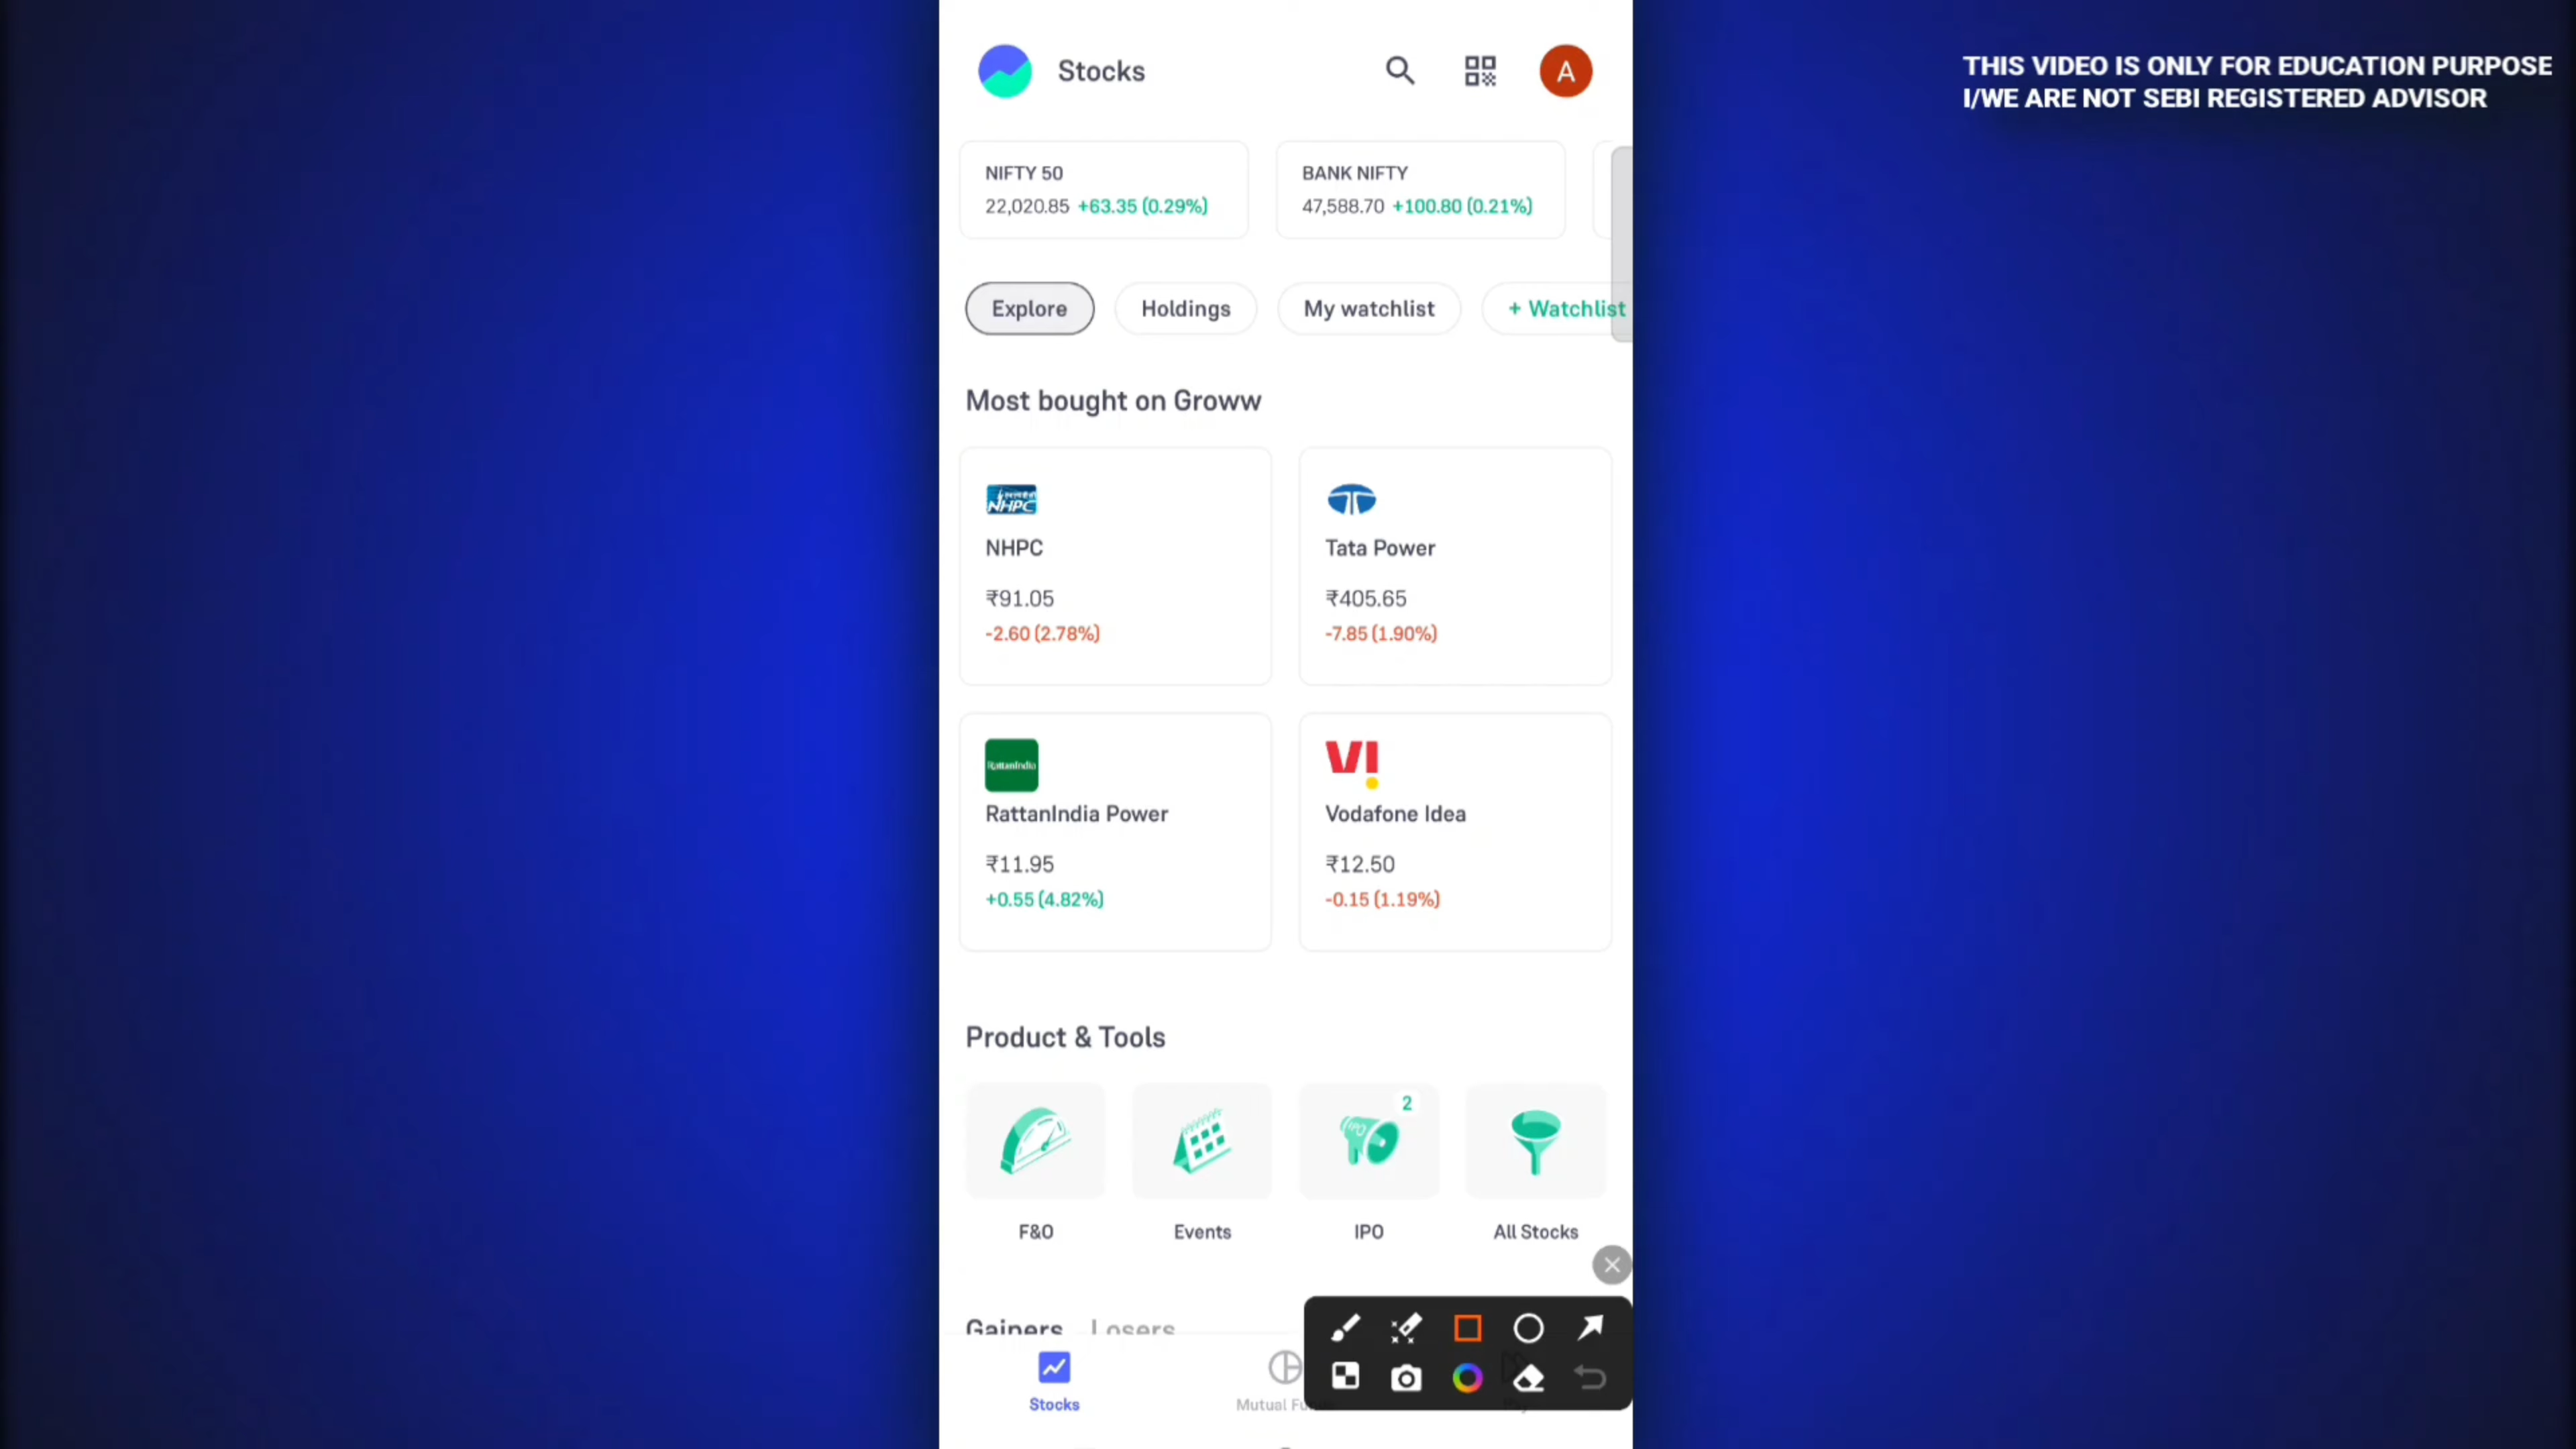 THIS VIDEO IS ONLY FOR EDUCATION PURPOSE
I/WE ARE NOT SEBI REGISTERED ADVISOR
Stocks
A
NIFTY 50
22,020.85 +63.35 (0.29%)
BANK NIFTY
47,588.70 +100.80 (0.21%)
Explore
Holdings
My watchlist
+ Watchlist
Most bought on Groww
NHPC
NHPC
₹91.05
-2.60 (2.78%)
Tata Power
₹405.65
-7.85 (1.90%)
RattanIndia
RattanIndia Power
₹11.95
+0.55 (4.82%)
VI
Vodafone Idea
₹12.50
-0.15 (1.19%)
Product & Tools
F&O
Events
IPO
2
IPO
All Stocks
Gainers
Losers
Stocks
Mutual Fu